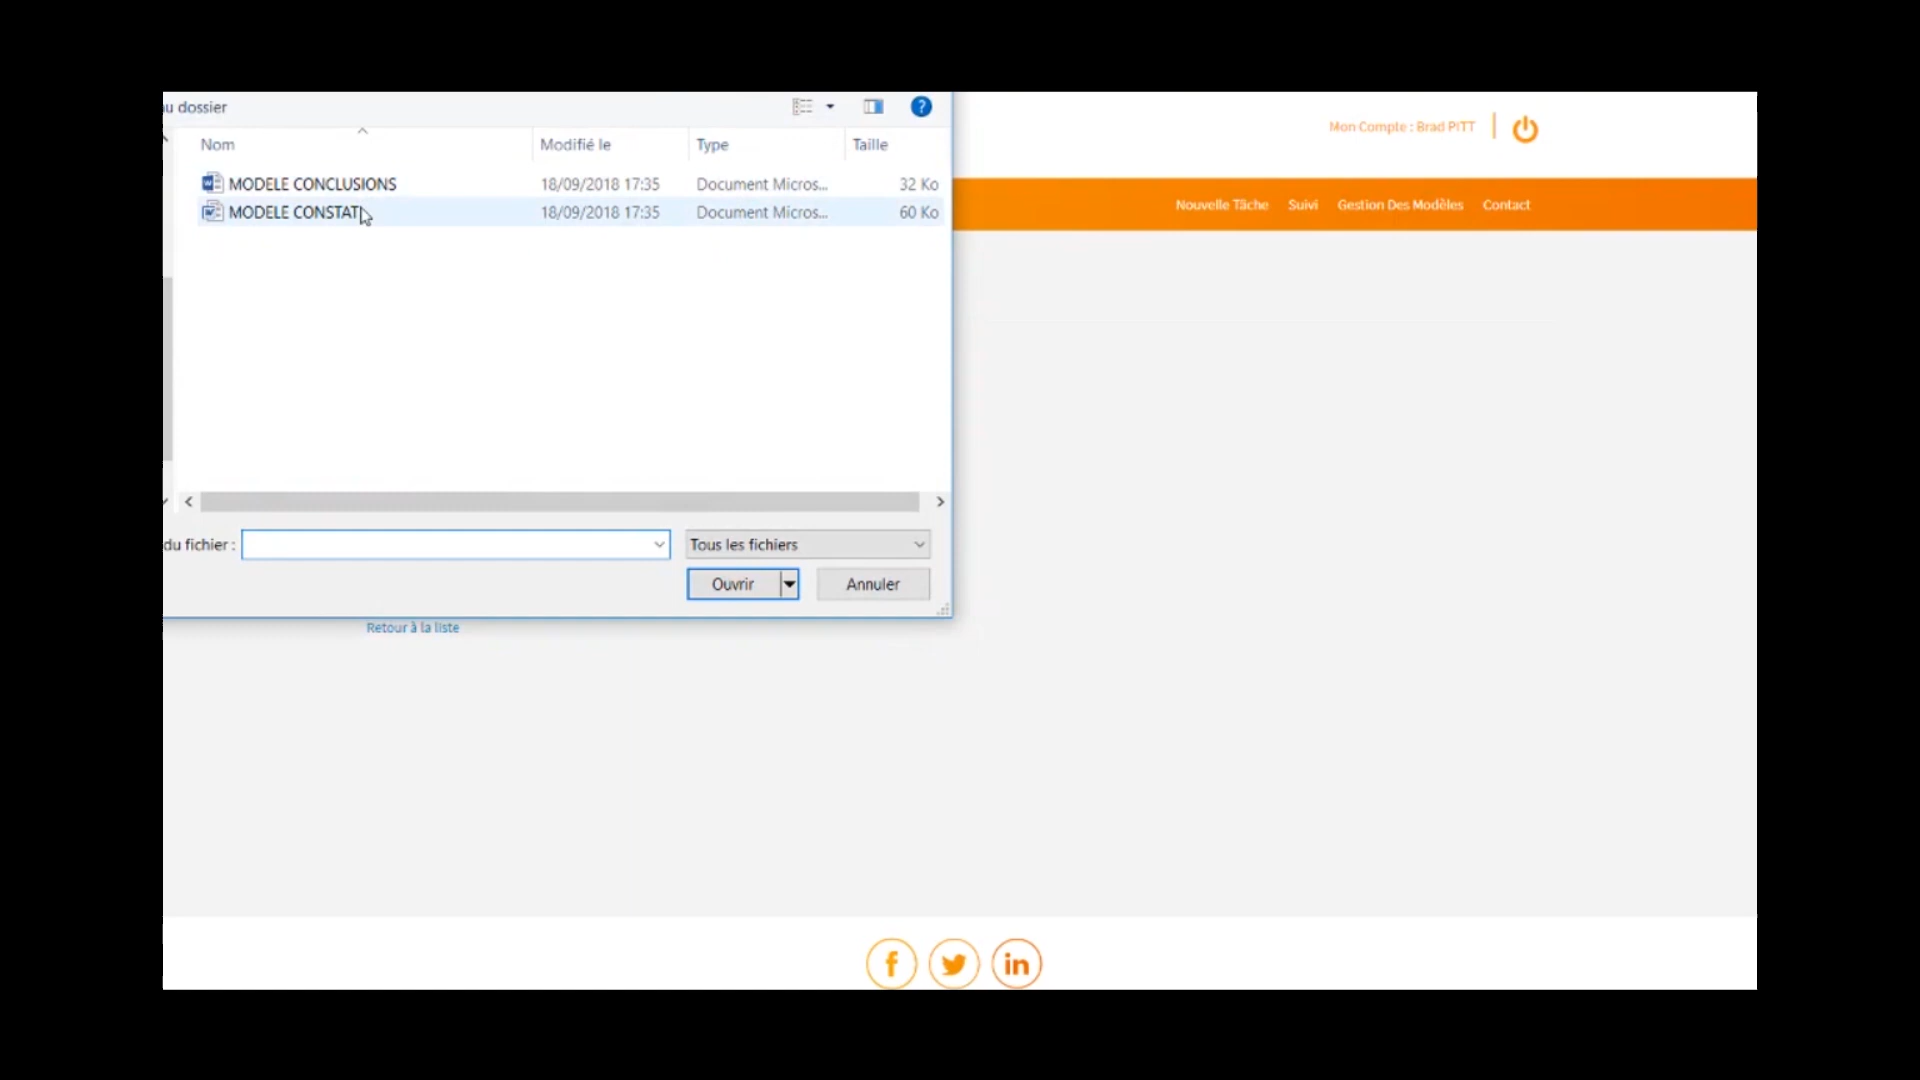 u dossier
Mon Compte : Brad PITT
Nom Modifié le Type Taille
MODELE CONCLUSIONS 18/09/2018 17:35 Document Micros... 32 Ko
MODELE CONSTAT 18/09/2018 17:35 Document Micros... 60 Ko
Nouvelle Tâche Suivi Gestion Des Modèles Contact
du fichier : Tous les fichiers
Ouvrir Annuler
Retour à la liste